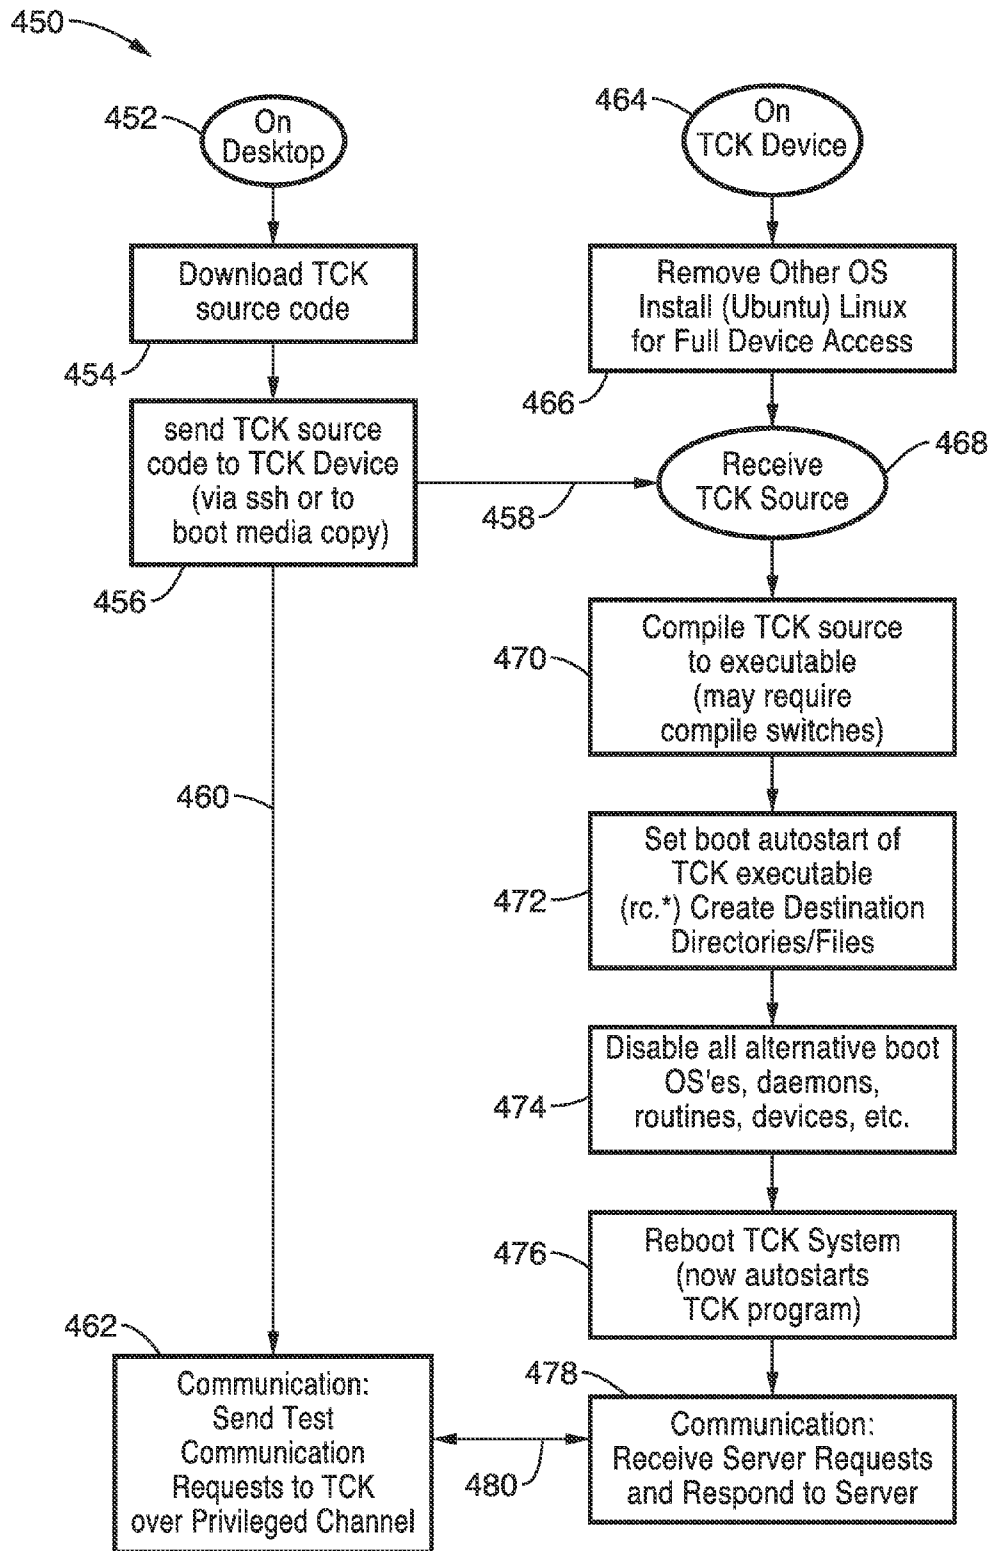 450
452
On
Desktop
464
On
TCK Device
Download TCK
source code
454
Remove Other OS
Install (Ubuntu) Linux
for Full Device Access
466
send TCK source
code to TCK Device
(via ssh or to
boot media copy)
456
458
Receive
TCK Source
468
460
470
Compile TCK source
to executable
(may require
compile switches)
472
Set boot autostart of
TCK executable
(rc.*) Create Destination
Directories/Files
474
Disable all alternative boot
OS'es, daemons,
routines, devices, etc.
476
Reboot TCK System
(now autostarts
TCK program)
462
Communication:
Send Test
Communication
Requests to TCK
over Privileged Channel
480
478
Communication:
Receive Server Requests
and Respond to Server